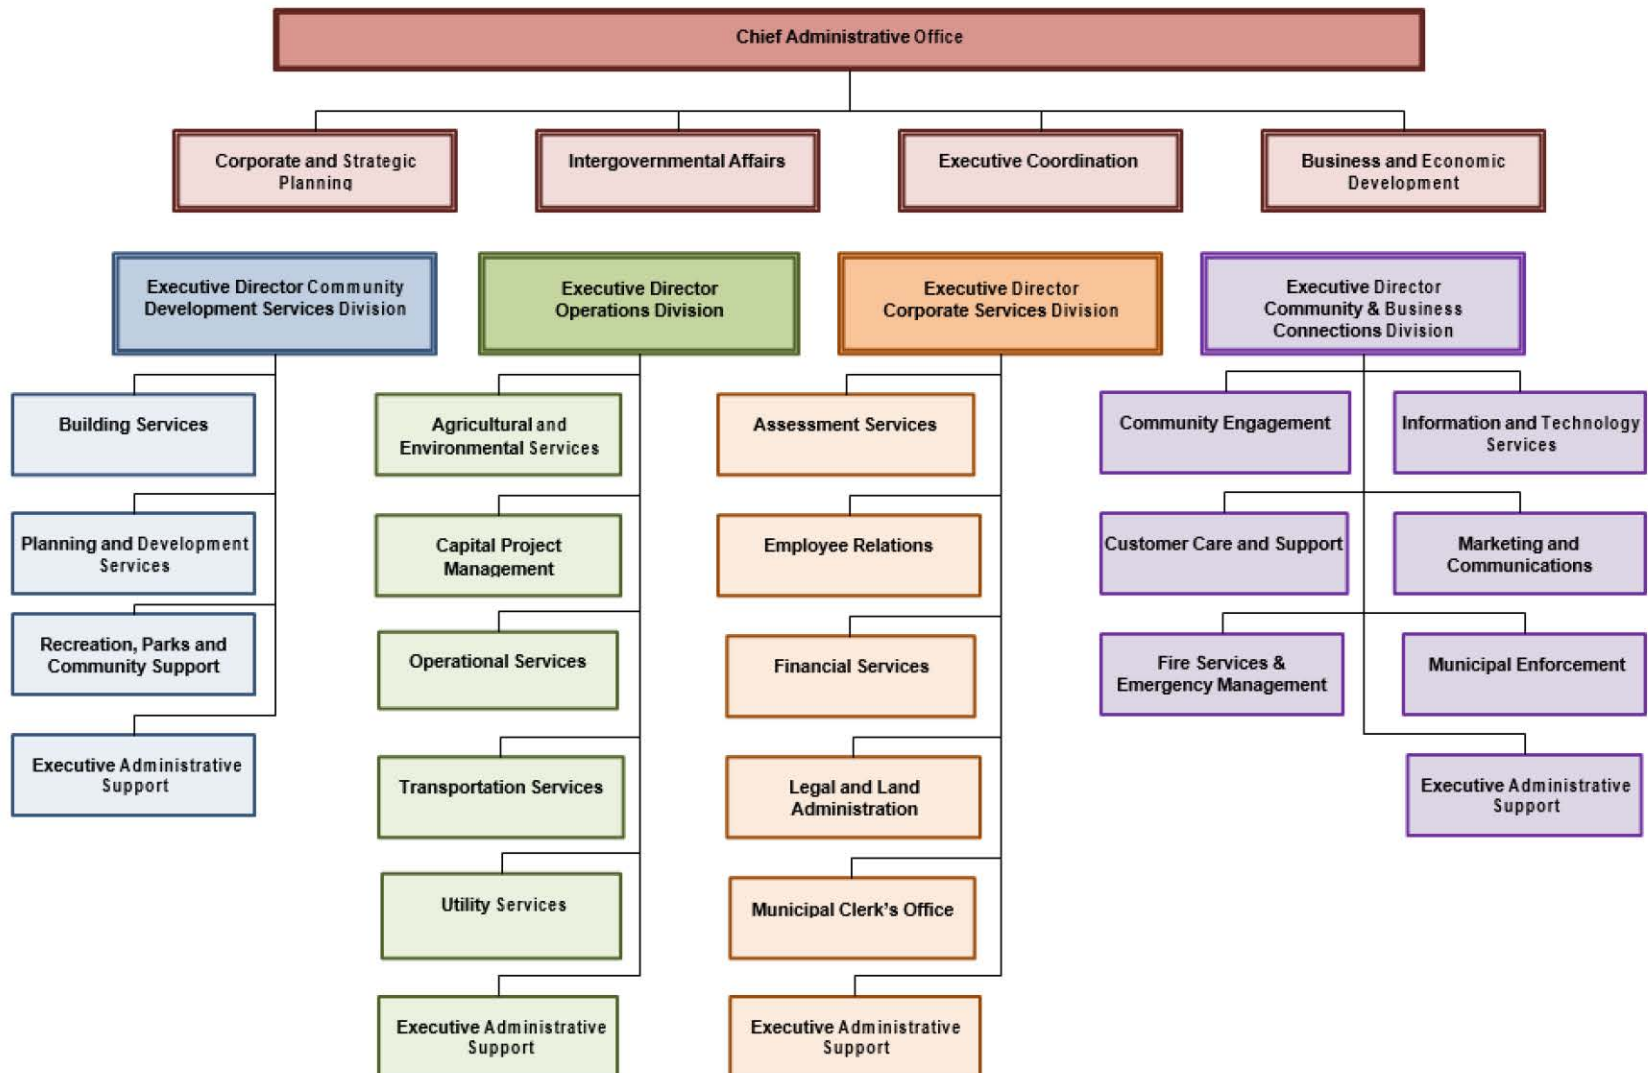 Chief Administrative Office
Corporate and Strategic
Planning
Intergovernmental Affairs
Executive Coordination
Business and Economic
Development
Executive Director Community
Development Services Division
Executive Director
Operations Division
Executive Director
Corporate Services Division
Executive Director
Community & Business
Connections Division
Building Services
Planning and Development
Services
Recreation, Parks and
Community Support
Executive Administrative
Support
Agricultural and
Environmental Services
Capital Project
Management
Operational Services
Transportation Services
Utility Services
Executive Administrative
Support
Assessment Services
Employee Relations
Financial Services
Legal and Land
Administration
Municipal Clerk's Office
Executive Administrative
Support
Community Engagement
Information and Technology
Services
Customer Care and Support
Marketing and
Communications
Fire Services &
Emergency Management
Municipal Enforcement
Executive Administrative
Support